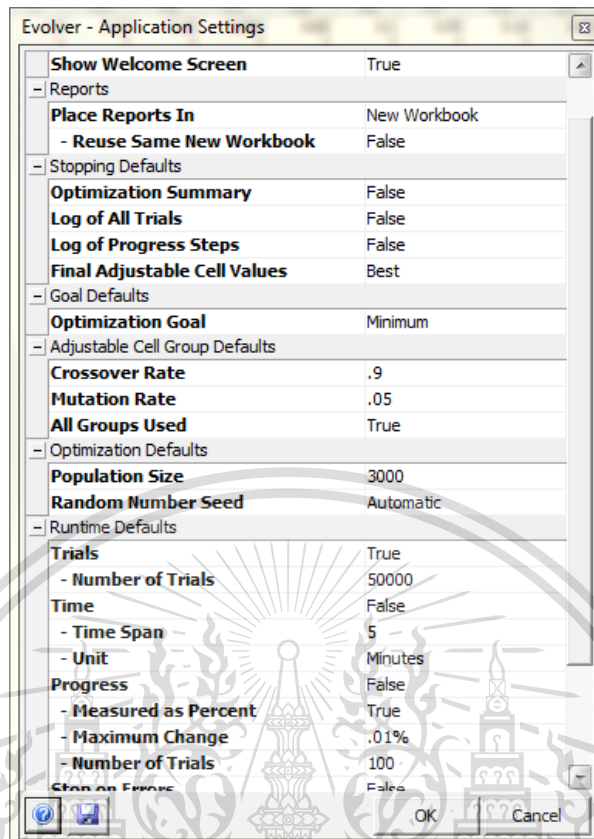 Evolver - Application Settings
Show Welcome Screen True
Reports
Place Reports In New Workbook
- Reuse Same New Workbook False
Stopping Defaults
Optimization Summary False
Log of All Trials False
Log of Progress Steps False
Final Adjustable Cell Values Best
Goal Defaults
Optimization Goal Minimum
Adjustable Cell Group Defaults
Crossover Rate .9
Mutation Rate .05
All Groups Used True
Optimization Defaults
Population Size 3000
Random Number Seed Automatic
Runtime Defaults
Trials True
- Number of Trials 50000
Time False
- Time Span 5
- Unit Minutes
Progress False
- Measured as Percent True
- Maximum Change .01%
- Number of Trials 100
Stop on Errors False
OK Cancel